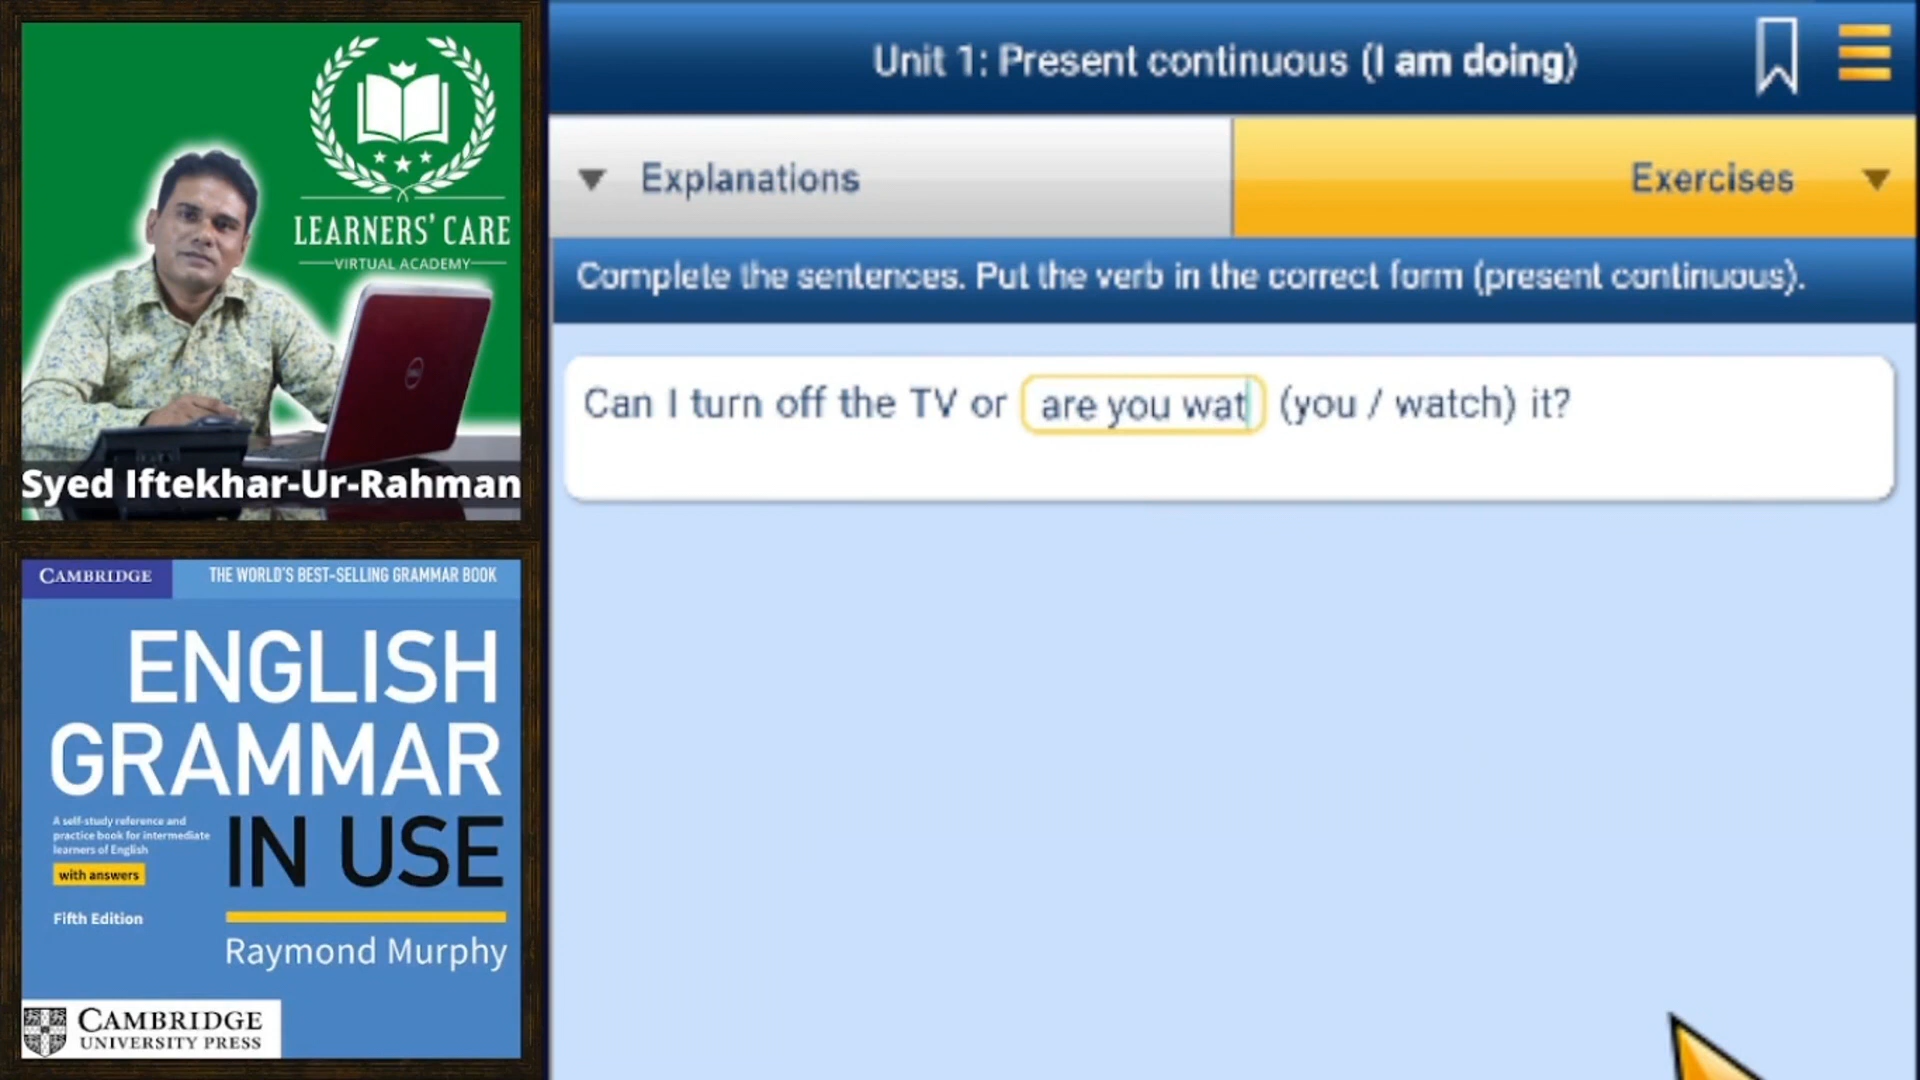 LEARNERS' CARE
VIRTUAL ACADEMY
Syed Iftekhar-Ur-Rahman
CAMBRIDGE
THE WORLD'S BEST-SELLING GRAMMAR BOOK
ENGLISH
GRAMMAR
IN USE
A self-study reference and
practice book for intermediate
learners of English
with answers
Fifth Edition
Raymond Murphy
CAMBRIDGE
UNIVERSITY PRESS
Unit 1: Present continuous (I am doing)
Explanations
Exercises
Complete the sentences. Put the verb in the correct form (present continuous).
Can I turn off the TV or are you wat (you / watch) it?